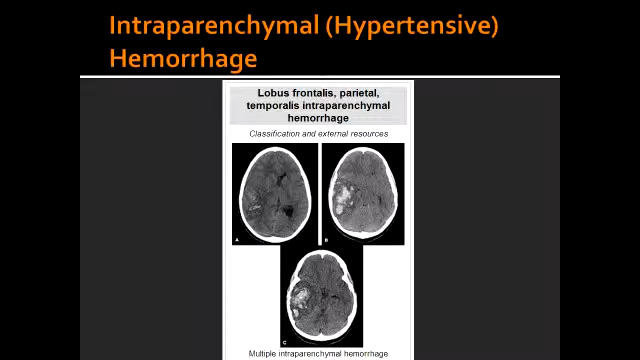 Intraparenchymal (Hypertensive)
Hemorrhage
Lobus frontalis, parietal,
temporalis intraparenchymal
hemorrhage
Classification and external resources
A
B
C
Multiple intraparenchymal hemorrhage